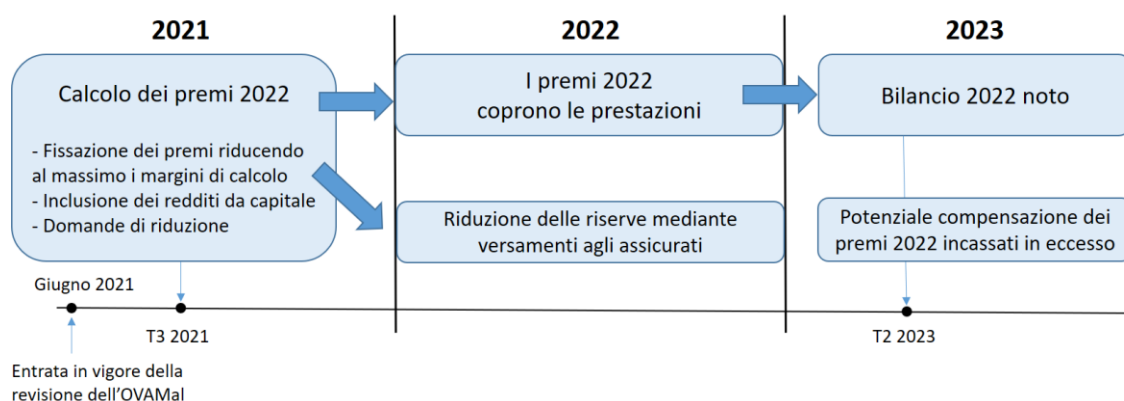 2021
2022
2023
Calcolo dei premi 2022
- Fissazione dei premi riducendo
al massimo i margini di calcolo
- Inclusione dei redditi da capitale
- Domande di riduzione
I premi 2022
coprono le prestazioni
Riduzione delle riserve mediante
versamenti agli assicurati
Bilancio 2022 noto
Potenziale compensazione dei
premi 2022 incassati in eccesso
Giugno 2021
T3 2021
T2 2023
Entrata in vigore della
revisione dell'OVAMal